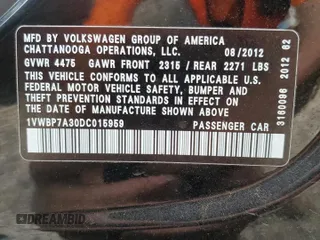 MFD BY VOLKSWAGEN GROUP OF AMERICA
CHATTANOOGA OPERATIONS, LLC. 08/2012
GVWR 4475 GAWR FRONT 2315 / REAR 2271 LBS
THIS VEHICLE CONFORMS TO ALL APPLICABLE U.S.
FEDERAL MOTOR VEHICLE SAFETY, BUMPER, AND
THEFT PREVENTION STANDARDS IN EFFECT ON THE
DATE OF MANUFACTURE SHOWN ABOVE.
1VWBP7A30DC015959 PASSENGER CAR
3160096 2012 82
DREAMBID